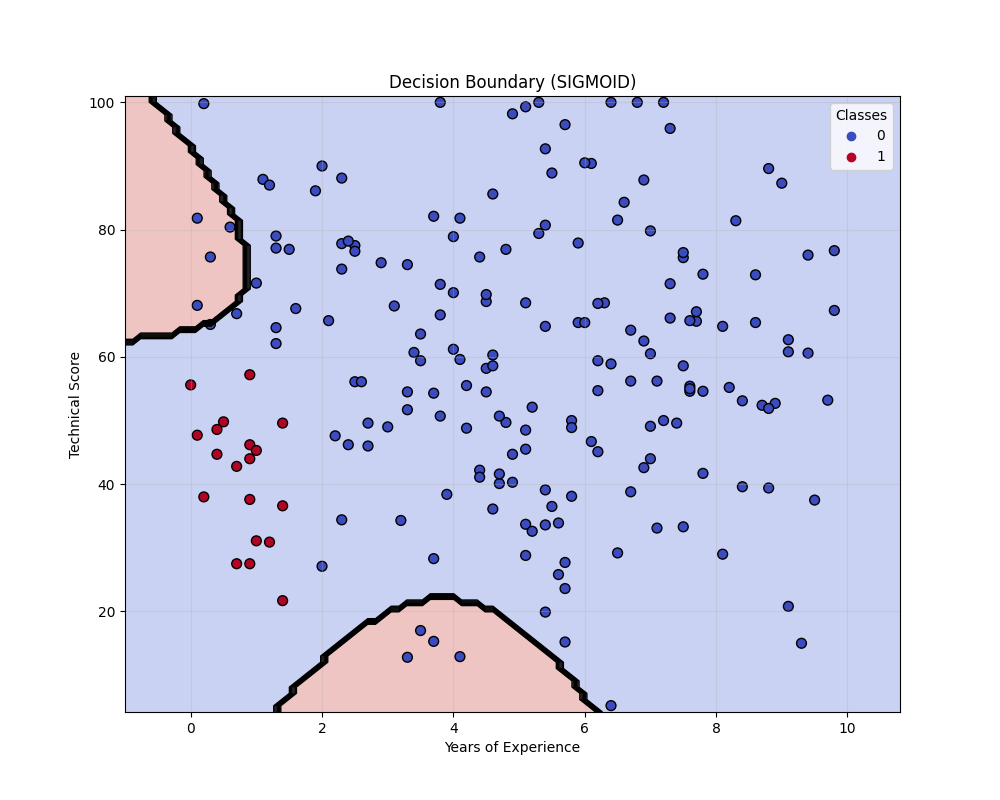 Decision Boundary (SIGMOID)
Classes
0
1
100
80
60
40
20
Technical Score
0 2 4 6 8 10
Years of Experience